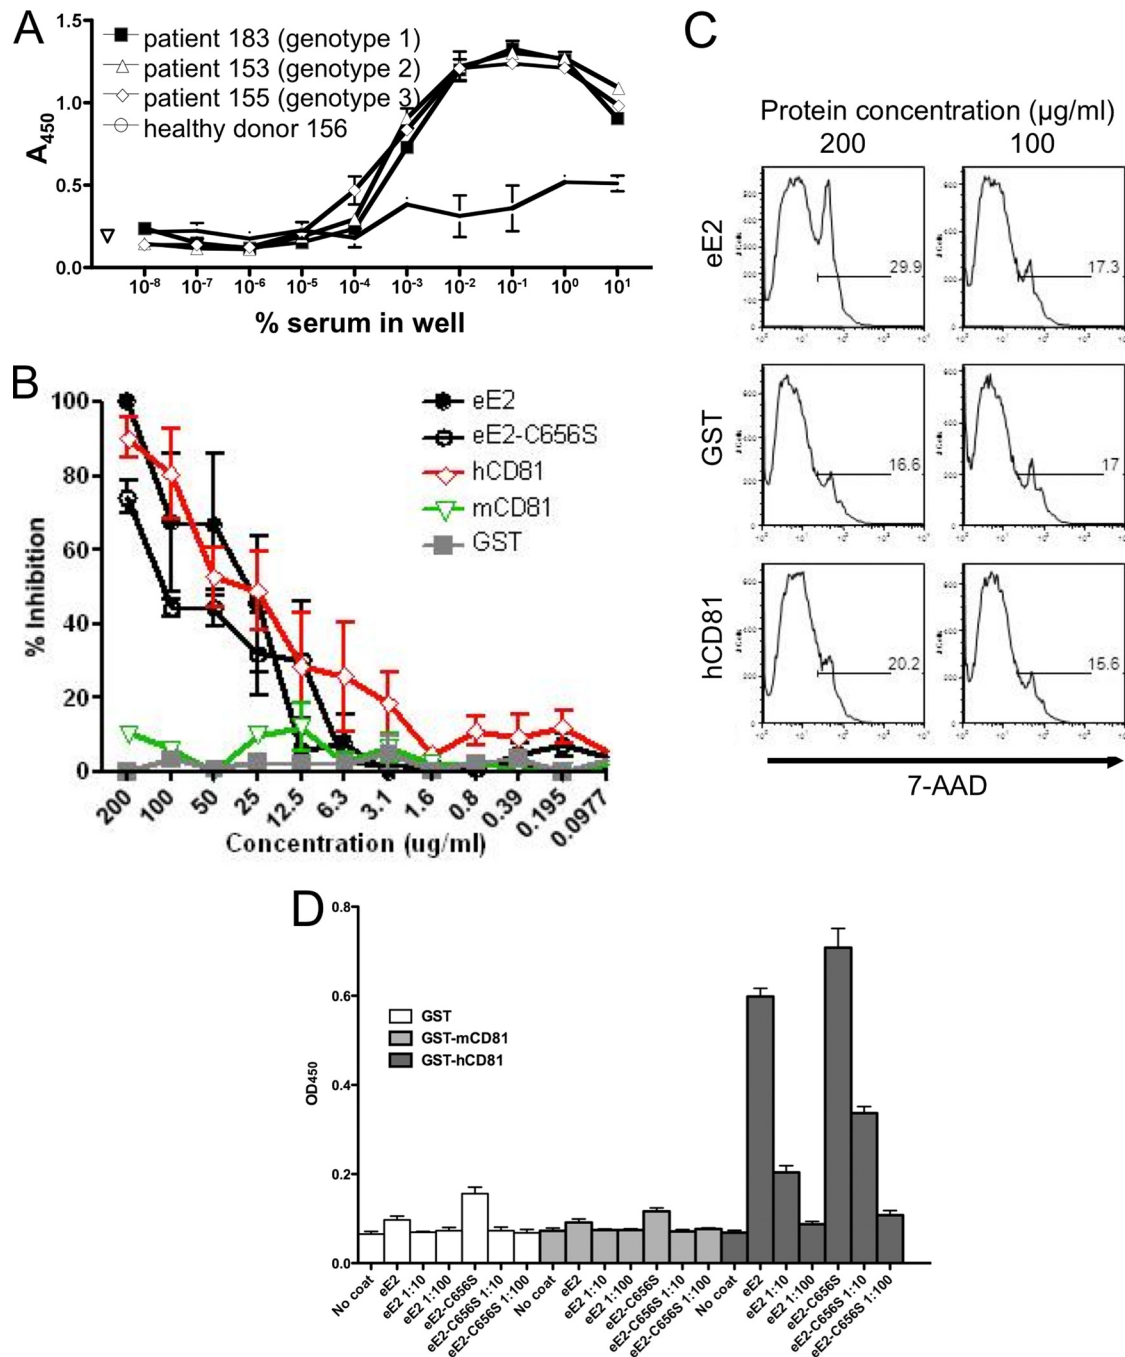 A
1.5
patient 183 (genotype 1)
patient 153 (genotype 2)
patient 155 (genotype 3)
healthy donor 156
1.0
0.5
0.0
A450
10-8 10-7 10-6 10-5 10-4 10-3 10-2 10-1 100 101
% serum in well
B
100
80
60
40
20
0
% Inhibition
eE2
eE2-C656S
hCD81
mCD81
GST
200 100 50 25 12.5 6.3 3.1 1.6 0.8 0.39 0.195 0.0977
Concentration (ug/ml)
C
Protein concentration (µg/ml)
200 100
eE2
29.9 17.3
GST
16.6 17
hCD81
20.2 15.6
7-AAD
D
0.8
0.6
0.4
0.2
0.0
OD450
GST
GST-mCD81
GST-hCD81
No coat eE2 eE2 1:10 eE2 1:100 eE2-C656S eE2-C656S 1:10 eE2-C656S 1:100 No coat eE2 eE2 1:10 eE2 1:100 eE2-C656S eE2-C656S 1:10 eE2-C656S 1:100 No coat eE2 eE2 1:10 eE2 1:100 eE2-C656S eE2-C656S 1:10 eE2-C656S 1:100